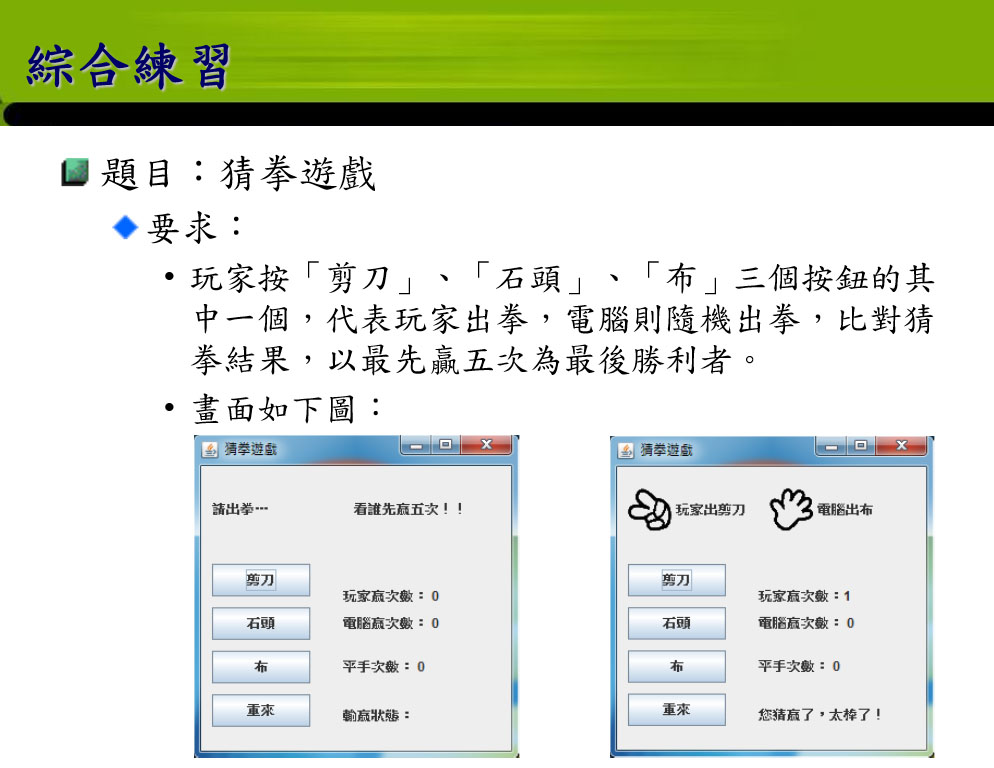 綜合練習
題目：猜拳遊戲
要求：
玩家按「剪刀」、「石頭」、「布」三個按鈕的其
中一個，代表玩家出拳，電腦則隨機出拳，比對猜
拳結果，以最先贏五次為最後勝利者。
畫面如下圖：
猜拳遊戲
請出拳…
看誰先贏五次！！
剪刀
石頭
布
重來
玩家贏次數：0
電腦贏次數：0
平手次數：0
輸贏狀態：
猜拳遊戲
玩家出剪刀
電腦出布
剪刀
石頭
布
重來
玩家贏次數：1
電腦贏次數：0
平手次數：0
您猜贏了，太棒了！